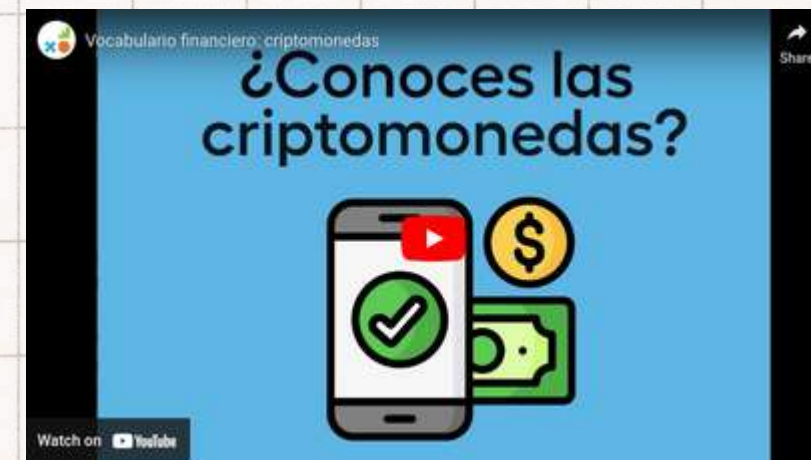 Vocabulario financiero: criptomonedas
Share
¿Conoces las
criptomonedas?
$
Watch on YouTube